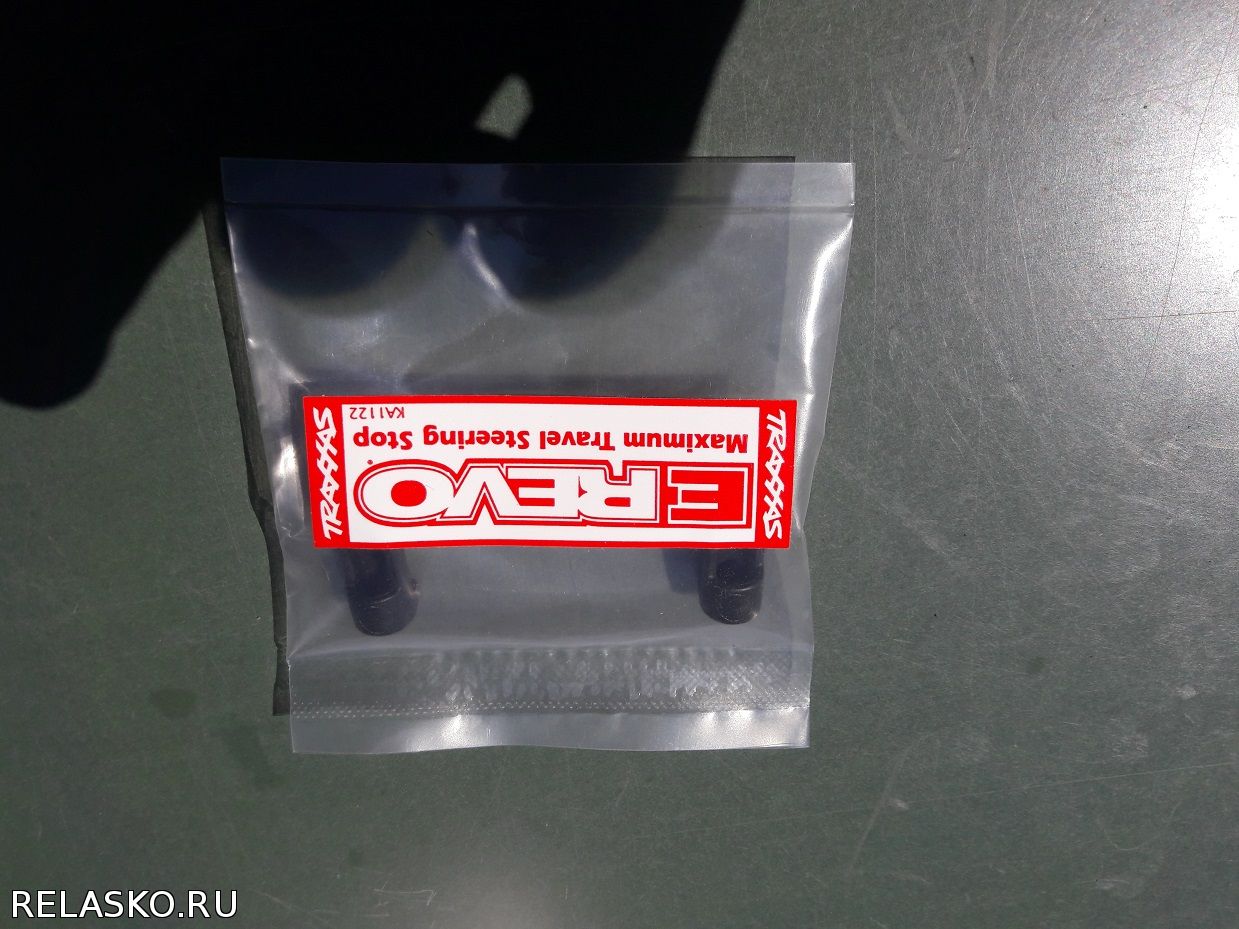 TRAXXAS
E REVO
TRAXXAS
Maximum Travel Steering Stop
KA1122
RELASKO.RU